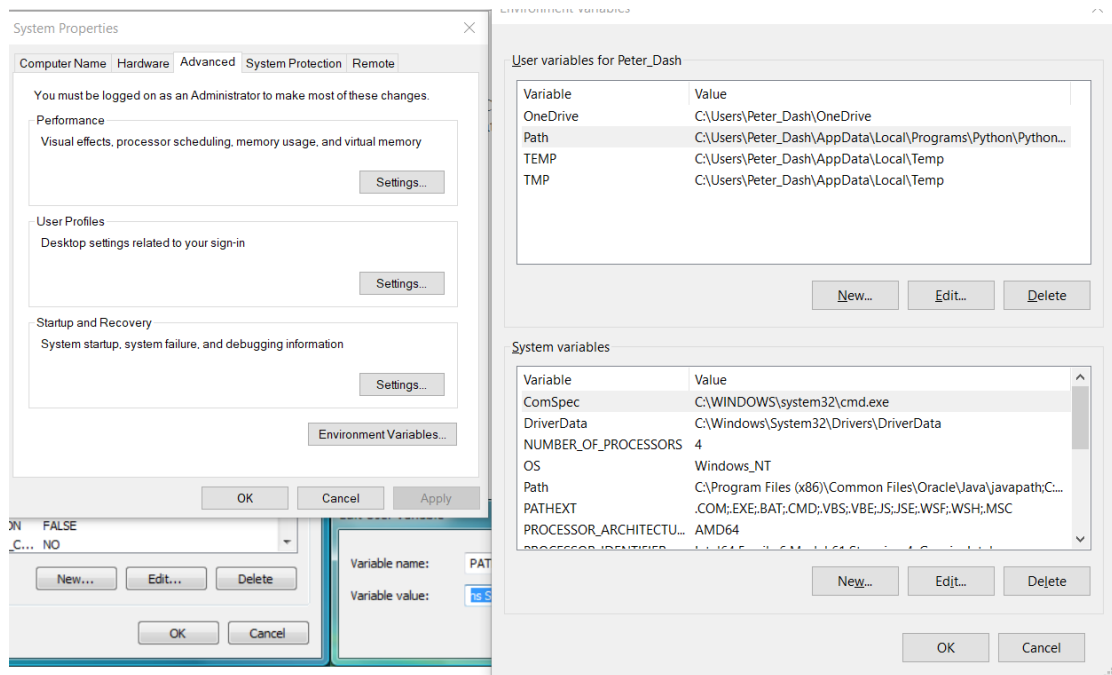 System Properties
Computer Name Hardware Advanced System Protection Remote
You must be logged on as an Administrator to make most of these changes.
Performance
Visual effects, processor scheduling, memory usage, and virtual memory
Settings...
User Profiles
Desktop settings related to your sign-in
Settings...
Startup and Recovery
System startup, system failure, and debugging information
Settings...
Environment Variables...
OK Cancel Apply
ON FALSE
_C... NO
New... Edit... Delete
OK Cancel
Variable name: PAT
Variable value: ns S
Environment Variables
User variables for Peter_Dash
Variable Value
OneDrive C:\Users\Peter_Dash\OneDrive
Path C:\Users\Peter_Dash\AppData\Local\Programs\Python\Python...
TEMP C:\Users\Peter_Dash\AppData\Local\Temp
TMP C:\Users\Peter_Dash\AppData\Local\Temp
New... Edit... Delete
System variables
Variable Value
ComSpec C:\WINDOWS\system32\cmd.exe
DriverData C:\Windows\System32\Drivers\DriverData
NUMBER_OF_PROCESSORS 4
OS Windows_NT
Path C:\Program Files (x86)\Common Files\Oracle\Java\javapath;C:...
PATHEXT .COM;.EXE;.BAT;.CMD;.VBS;.VBE;.JS;.JSE;.WSF;.WSH;.MSC
PROCESSOR_ARCHITECTU... AMD64
New... Edit... Delete
OK Cancel